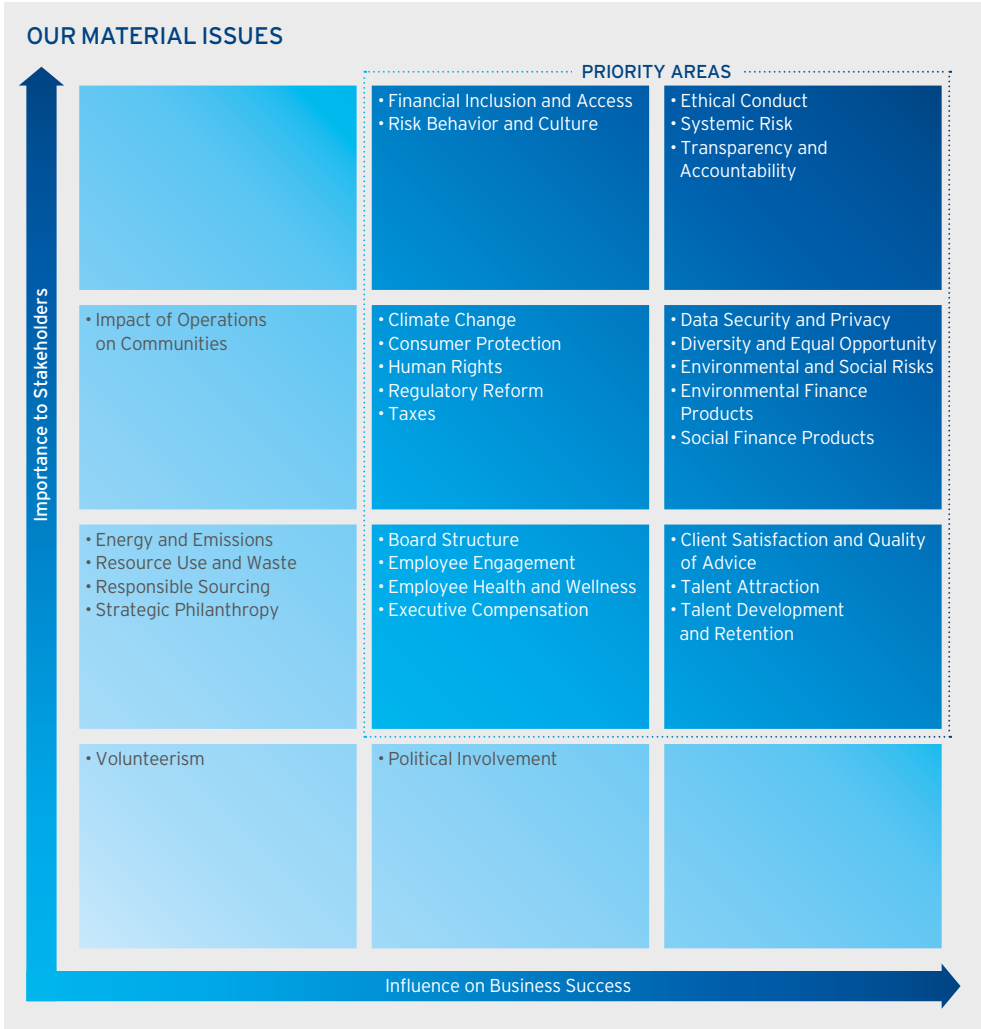 OUR MATERIAL ISSUES
PRIORITY AREAS
• Financial Inclusion and Access
• Risk Behavior and Culture
• Ethical Conduct
• Systemic Risk
• Transparency and
Accountability
Importance to Stakeholders
• Impact of Operations
on Communities
• Climate Change
• Consumer Protection
• Human Rights
• Regulatory Reform
• Taxes
• Data Security and Privacy
• Diversity and Equal Opportunity
• Environmental and Social Risks
• Environmental Finance
Products
• Social Finance Products
• Energy and Emissions
• Resource Use and Waste
• Responsible Sourcing
• Strategic Philanthropy
• Board Structure
• Employee Engagement
• Employee Health and Wellness
• Executive Compensation
• Client Satisfaction and Quality
of Advice
• Talent Attraction
• Talent Development
and Retention
• Volunteerism
• Political Involvement
Influence on Business Success